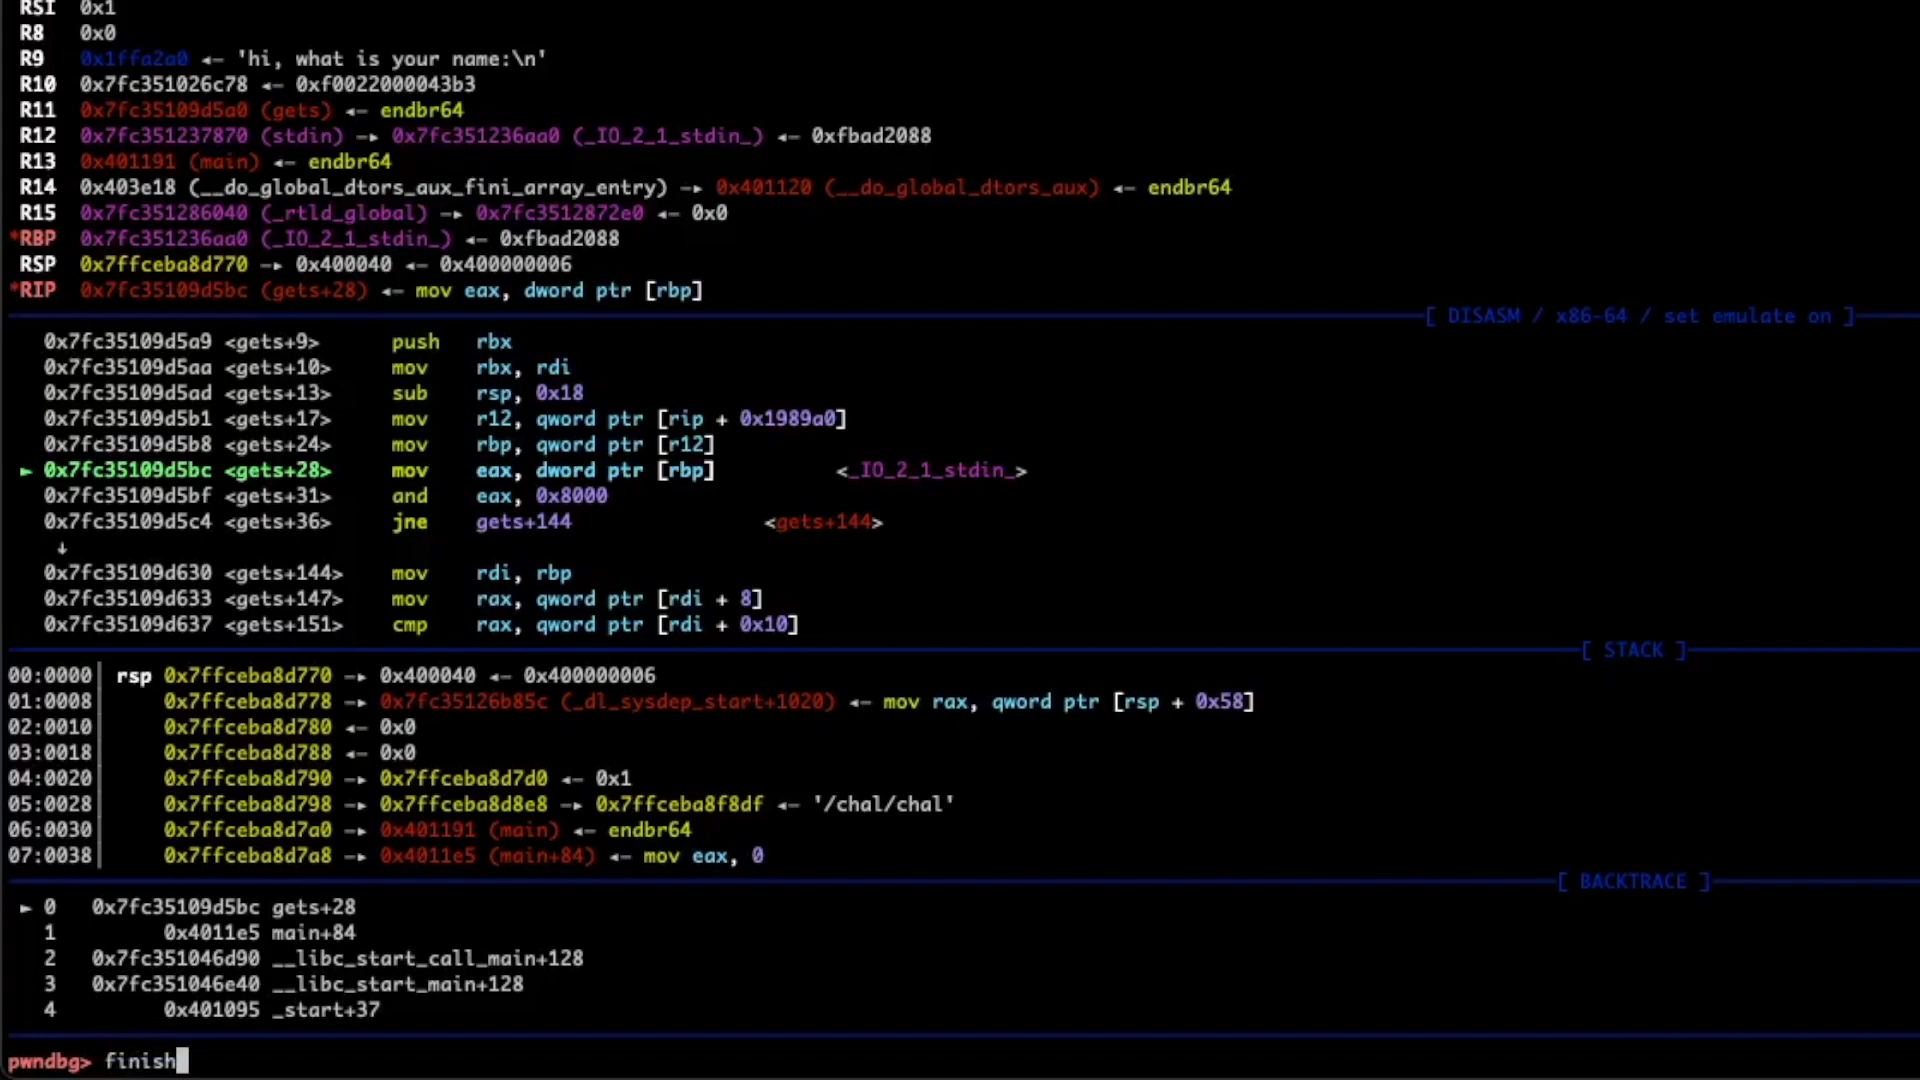 RSI  0x1
R8   0x0
R9   0x1ffa2a0 ◂— 'hi, what is your name:\n'
R10  0x7fc351026c78 ◂— 0xf0022000043b3
R11  0x7fc35109d5a0 (gets) ◂— endbr64
R12  0x7fc351237870 (stdin) —▸ 0x7fc351236aa0 (_IO_2_1_stdin_) ◂— 0xfbad2088
R13  0x401191 (main) ◂— endbr64
R14  0x403e18 (__do_global_dtors_aux_fini_array_entry) —▸ 0x401120 (__do_global_dtors_aux) ◂— endbr64
R15  0x7fc351286040 (_rtld_global) —▸ 0x7fc3512872e0 ◂— 0x0
*RBP  0x7fc351236aa0 (_IO_2_1_stdin_) ◂— 0xfbad2088
RSP  0x7ffceba8d770 —▸ 0x400040 ◂— 0x400000006
*RIP  0x7fc35109d5bc (gets+28) ◂— mov eax, dword ptr [rbp]
[ DISASM / x86-64 / set emulate on ]
0x7fc35109d5a9 <gets+9>      push   rbx
0x7fc35109d5aa <gets+10>     mov    rbx, rdi
0x7fc35109d5ad <gets+13>     sub    rsp, 0x18
0x7fc35109d5b1 <gets+17>     mov    r12, qword ptr [rip + 0x1989a0]
0x7fc35109d5b8 <gets+24>     mov    rbp, qword ptr [r12]
► 0x7fc35109d5bc <gets+28>     mov    eax, dword ptr [rbp]          <_IO_2_1_stdin_>
0x7fc35109d5bf <gets+31>     and    eax, 0x8000
0x7fc35109d5c4 <gets+36>     jne    gets+144                <gets+144>
↓
0x7fc35109d630 <gets+144>    mov    rdi, rbp
0x7fc35109d633 <gets+147>    mov    rax, qword ptr [rdi + 8]
0x7fc35109d637 <gets+151>    cmp    rax, qword ptr [rdi + 0x10]
[ STACK ]
00:0000│ rsp 0x7ffceba8d770 —▸ 0x400040 ◂— 0x400000006
01:0008│     0x7ffceba8d778 —▸ 0x7fc35126b85c (_dl_sysdep_start+1020) ◂— mov rax, qword ptr [rsp + 0x58]
02:0010│     0x7ffceba8d780 ◂— 0x0
03:0018│     0x7ffceba8d788 ◂— 0x0
04:0020│     0x7ffceba8d790 —▸ 0x7ffceba8d7d0 ◂— 0x1
05:0028│     0x7ffceba8d798 —▸ 0x7ffceba8d8e8 —▸ 0x7ffceba8f8df ◂— '/chal/chal'
06:0030│     0x7ffceba8d7a0 —▸ 0x401191 (main) ◂— endbr64
07:0038│     0x7ffceba8d7a8 —▸ 0x4011e5 (main+84) ◂— mov eax, 0
[ BACKTRACE ]
► 0   0x7fc35109d5bc gets+28
1         0x4011e5 main+84
2   0x7fc351046d90 __libc_start_call_main+128
3   0x7fc351046e40 __libc_start_main+128
4         0x401095 _start+37
pwndbg> finish